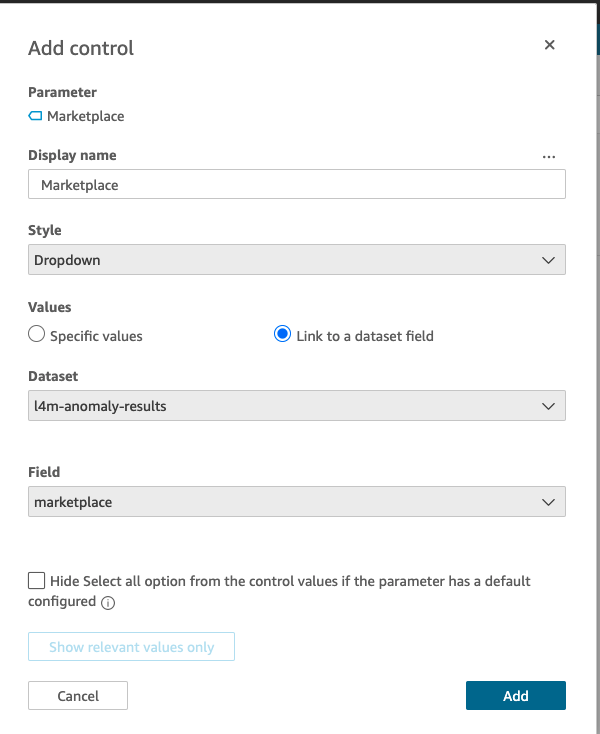 Add control
Parameter
Marketplace
Display name
Marketplace
Style
Dropdown
Values
Specific values
Link to a dataset field
Dataset
l4m-anomaly-results
Field
marketplace
Hide Select all option from the control values if the parameter has a default
configured
Show relevant values only
Cancel
Add